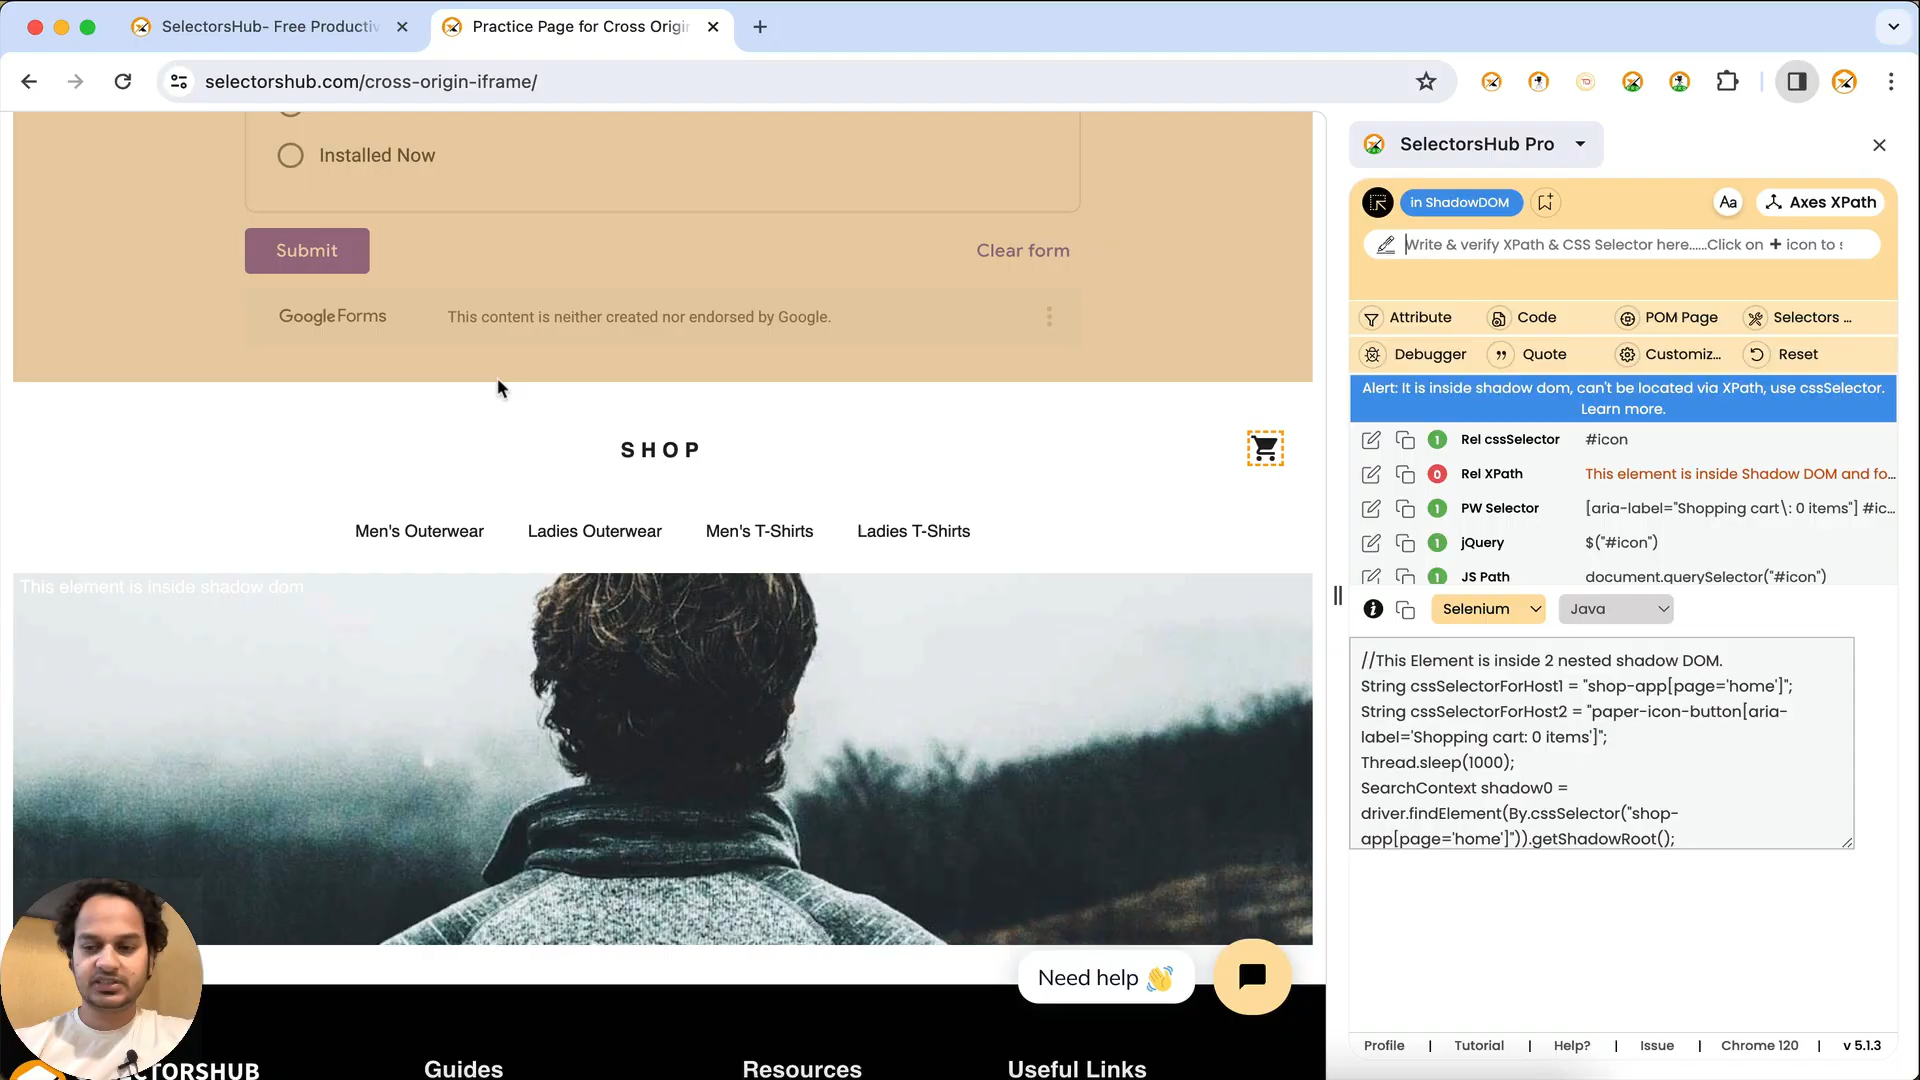 SelectorsHub- Free Productiv
Practice Page for Cross Origi
selectorshub.com/cross-origin-iframe/
Installed Now
Submit
Clear form
Google Forms
This content is neither created nor endorsed by Google.
SHOP
Men's Outerwear
Ladies Outerwear
Men's T-Shirts
Ladies T-Shirts
This element is inside shadow dom
Need help 👋
CTORSHUB
Guides
Resources
Useful Links
SelectorsHub Pro
in ShadowDOM
Aa
Axes XPath
Write & verify XPath & CSS Selector here......Click on + icon to s
Attribute
Code
POM Page
Selectors ...
Debugger
Quote
Customiz...
Reset
Alert: It is inside shadow dom, can't be located via XPath, use cssSelector.
Learn more.
1 Rel cssSelector #icon
0 Rel XPath This element is inside Shadow DOM and fo...
1 PW Selector [aria-label="Shopping cart\: 0 items"] #ic...
1 jQuery $("#icon")
1 JS Path document.querySelector("#icon")
Selenium
Java
//This Element is inside 2 nested shadow DOM.
String cssSelectorForHost1 = "shop-app[page='home']";
String cssSelectorForHost2 = "paper-icon-button[aria-
label='Shopping cart: 0 items']";
Thread.sleep(1000);
SearchContext shadow0 =
driver.findElement(By.cssSelector("shop-
app[page='home']")).getShadowRoot();
Profile | Tutorial | Help? | Issue | Chrome 120 | v 5.1.3